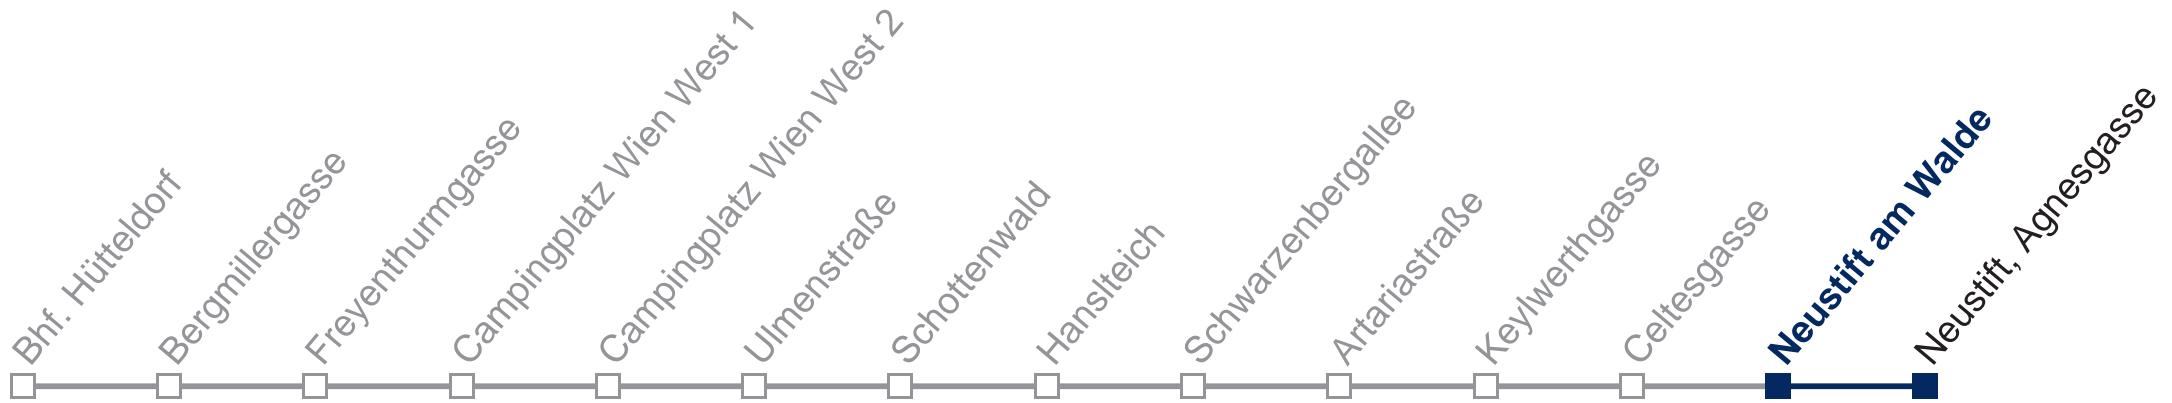 Bhf. Hütteldorf
Bergmillergasse
Freyenthurmgasse
Campingplatz Wien West 1
Campingplatz Wien West 2
Ulmenstraße
Schottenwald
Hanslteich
Schwarzenbergallee
Artariastraße
Keylwerthgasse
Celtesgasse
Neustift am Walde
Neustift, Agnesgasse